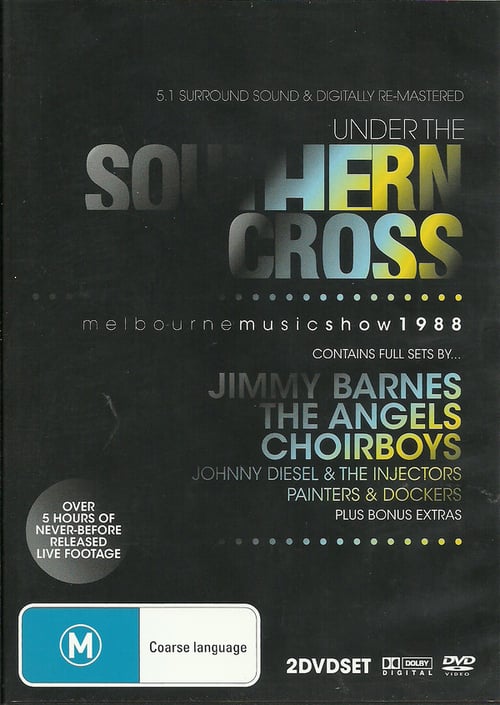 5.1 SURROUND SOUND & DIGITALLY RE-MASTERED
UNDER THE
SOUTHERN
CROSS
melbournemusicshow1988
CONTAINS FULL SETS BY...
JIMMY BARNES
THE ANGELS
CHOIRBOYS
JOHNNY DIESEL & THE INJECTORS
PAINTERS & DOCKERS
PLUS BONUS EXTRAS
OVER
5 HOURS OF
NEVER-BEFORE
RELEASED
LIVE FOOTAGE
M
Coarse language
2DVDSET
DOLBY
DIGITAL
DVD
VIDEO